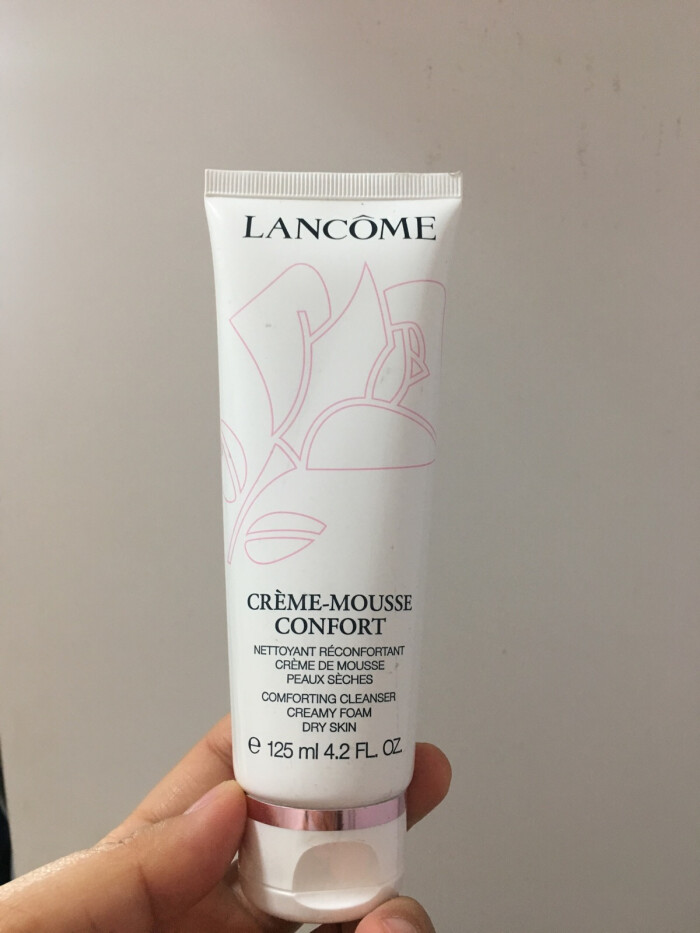 LANCÔME
CRÈME-MOUSSE
CONFORT
NETTOYANT RÉCONFORTANT
CRÈME DE MOUSSE
PEAUX SÈCHES
COMFORTING CLEANSER
CREAMY FOAM
DRY SKIN
e 125 ml 4.2 FL. OZ.